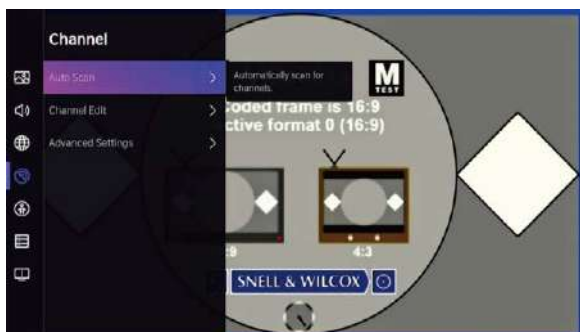 Channel
Auto Scan
Automatically scan for
channels.
Channel Edit
Advanced Settings
M
TEST
Coded frame is 16:9
ctive format 0 (16:9)
:9
4:3
SNELL & WILCOX